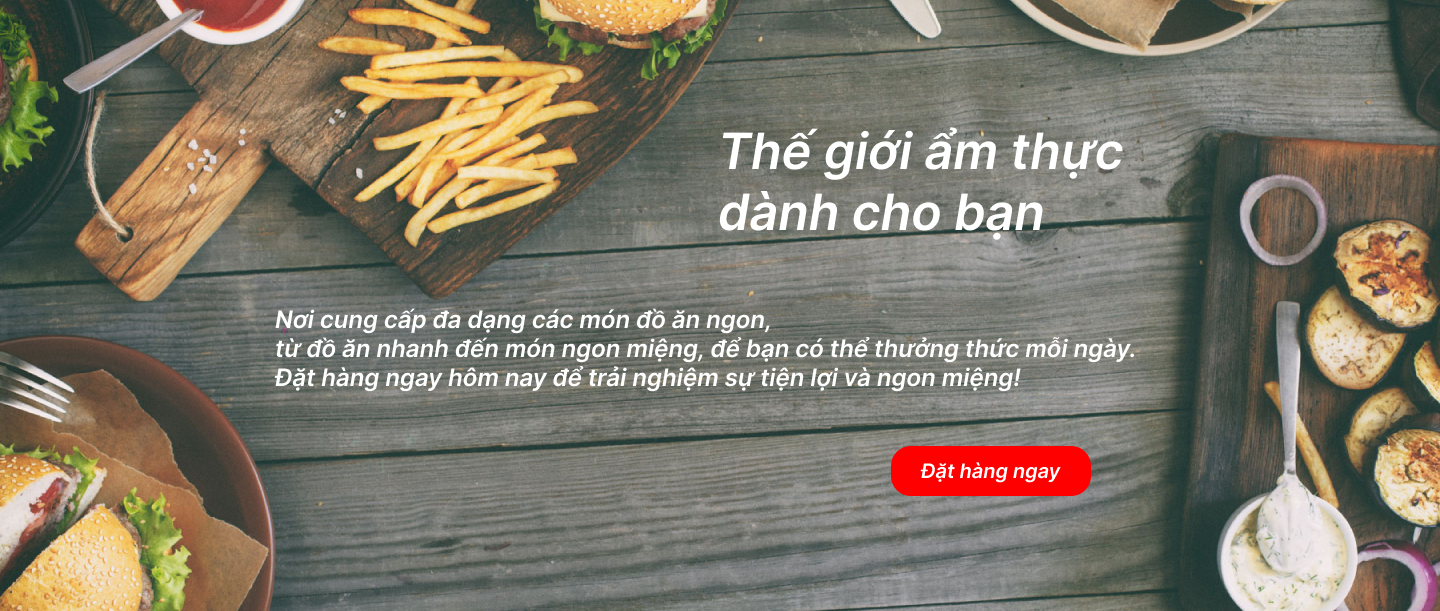 Thế giới ẩm thực
dành cho bạn
Nơi cung cấp đa dạng các món đồ ăn ngon,
từ đồ ăn nhanh đến món ngon miệng, để bạn có thể thưởng thức mỗi ngày.
Đặt hàng ngay hôm nay để trải nghiệm sự tiện lợi và ngon miệng!
Đặt hàng ngay